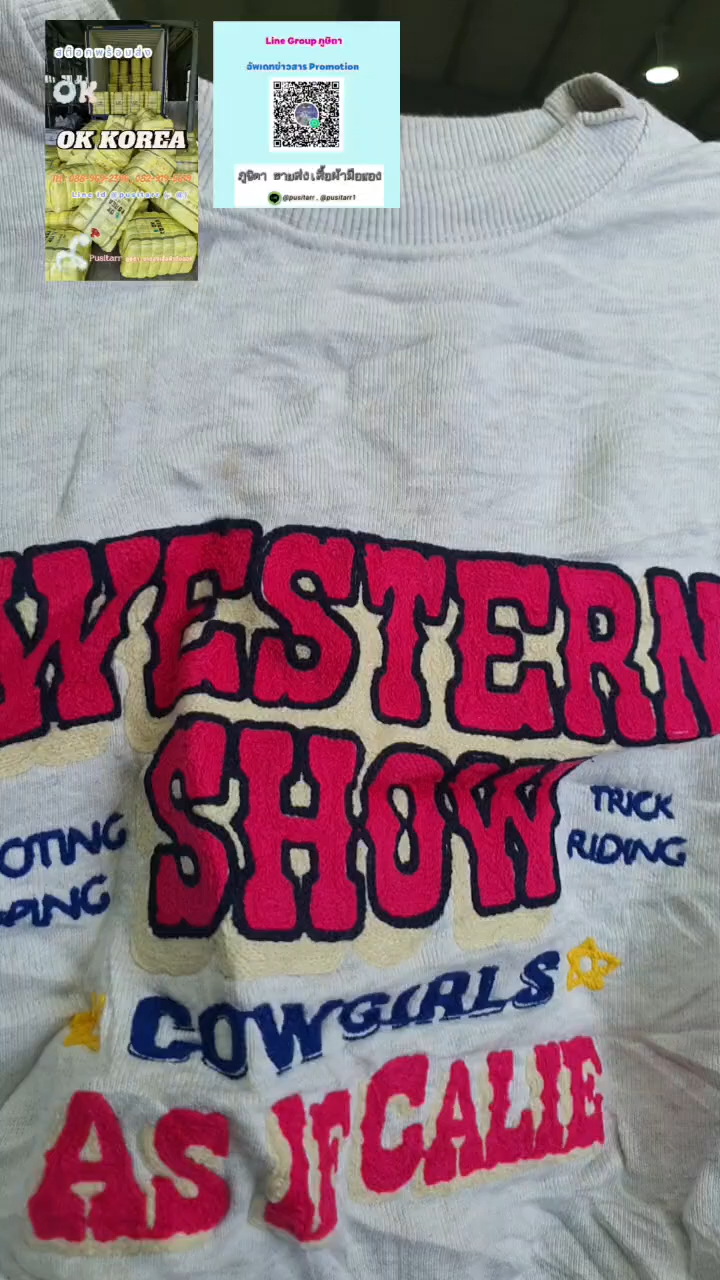 สต๊อกพร้อมส่ง
OK
OK KOREA
Pusitarr
Line Group ภูษิตา
อัพเดทข่าวสาร Promotion
ภูษิตา ขายส่งเสื้อผ้ามือสอง
@pusitarr , @pusitarr1
WESTERN
SHOW
OTING
PING
TRICK
RIDING
COWGIRLS
AS IF CALIE